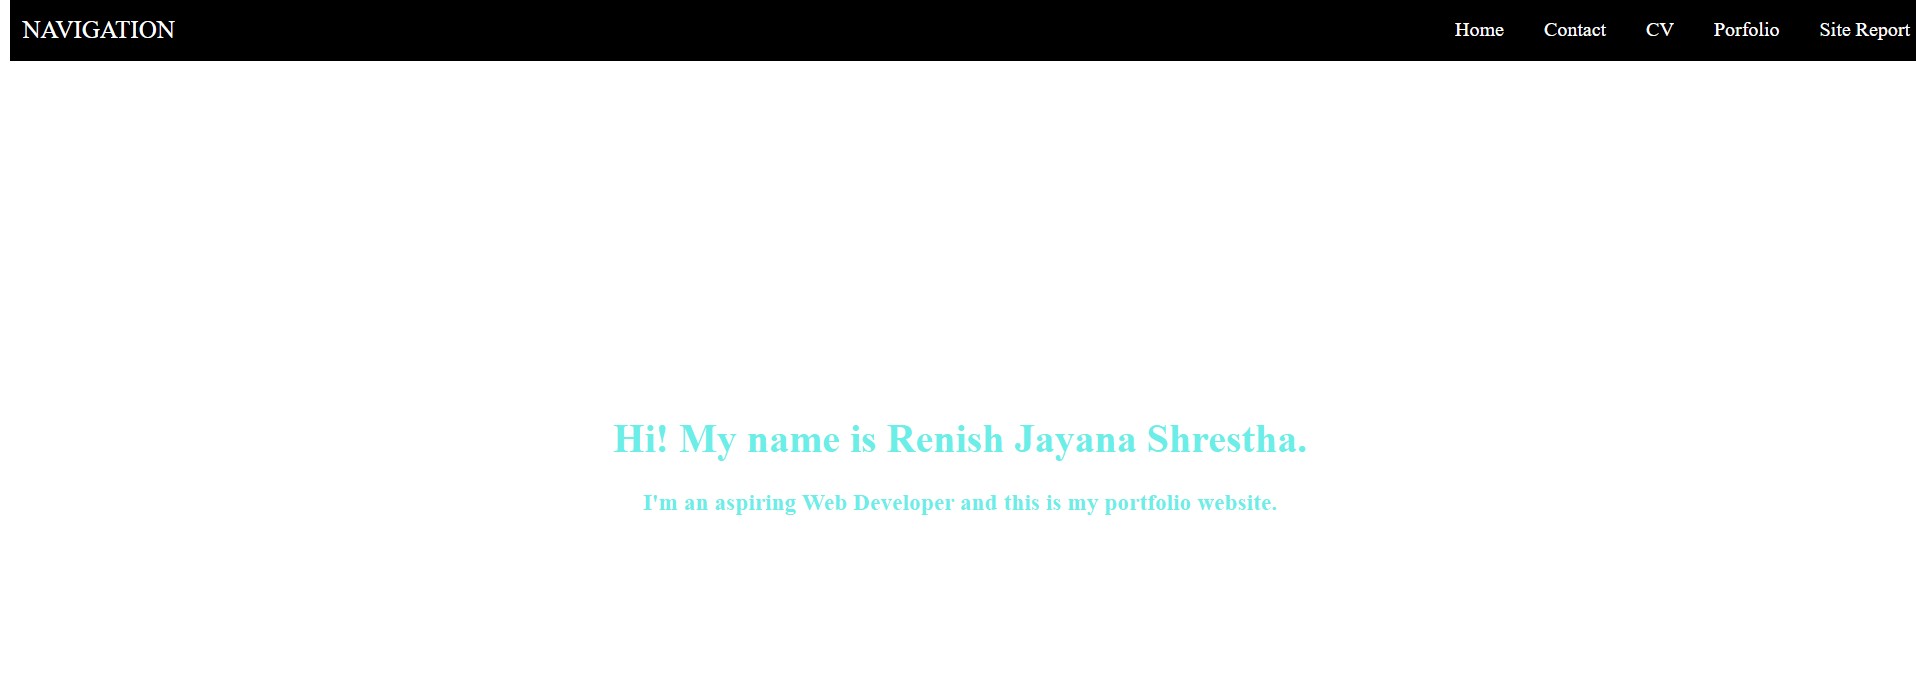 NAVIGATION
Home Contact CV Porfolio Site Report
Hi! My name is Renish Jayana Shrestha.
I'm an aspiring Web Developer and this is my portfolio website.